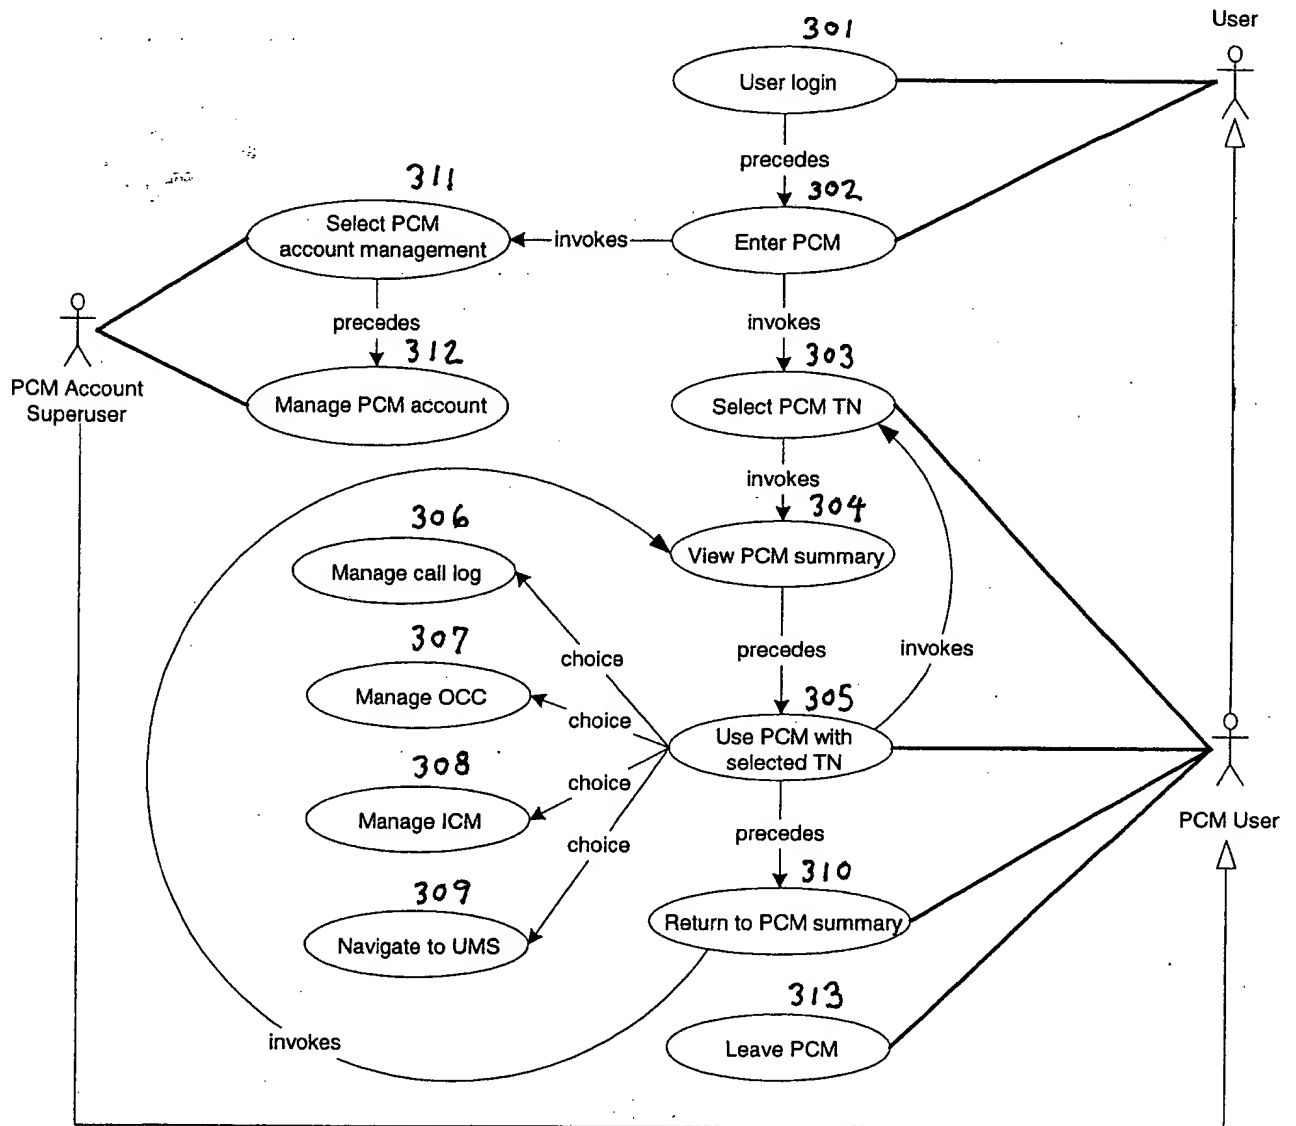 User
301
User login
precedes
311
302
Select PCM
account management
invokes
Enter PCM
precedes
invokes
312
303
PCM Account
Superuser
Manage PCM account
Select PCM TN
invokes
306
304
Manage call log
View PCM summary
307
choice
precedes
invokes
Manage OCC
305
choice
Use PCM with
selected TN
308
choice
Manage ICM
PCM User
choice
precedes
309
310
Navigate to UMS
Return to PCM summary
313
invokes
Leave PCM